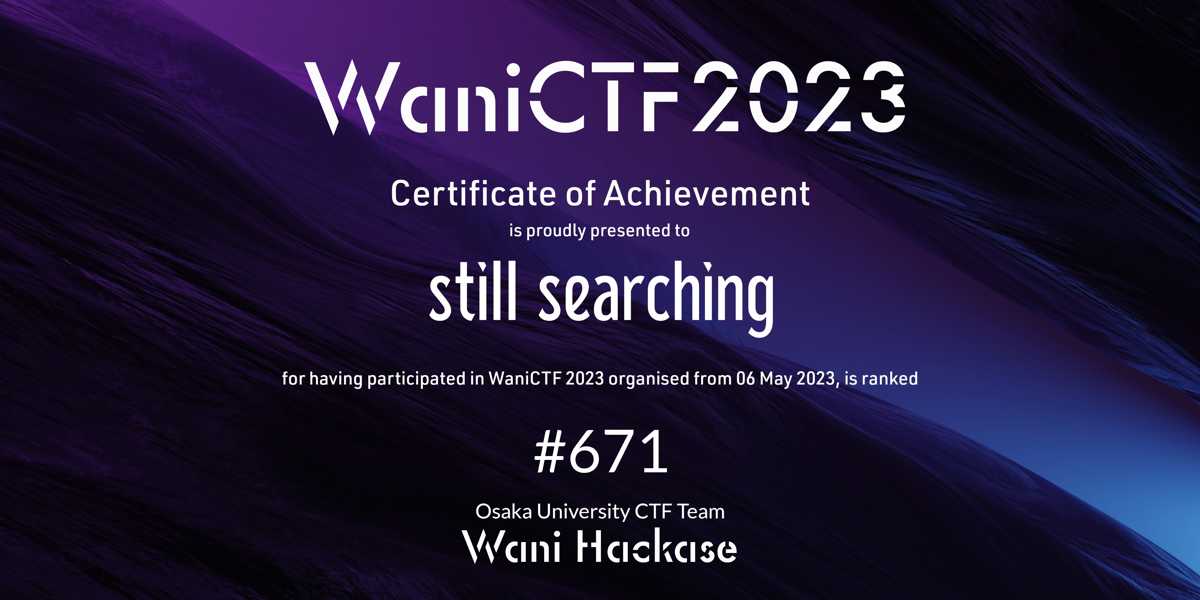 WaniCTF2023
Certificate of Achievement
is proudly presented to
still searching
for having participated in WaniCTF 2023 organised from 06 May 2023, is ranked
#671
Osaka University CTF Team
Wani Hackase